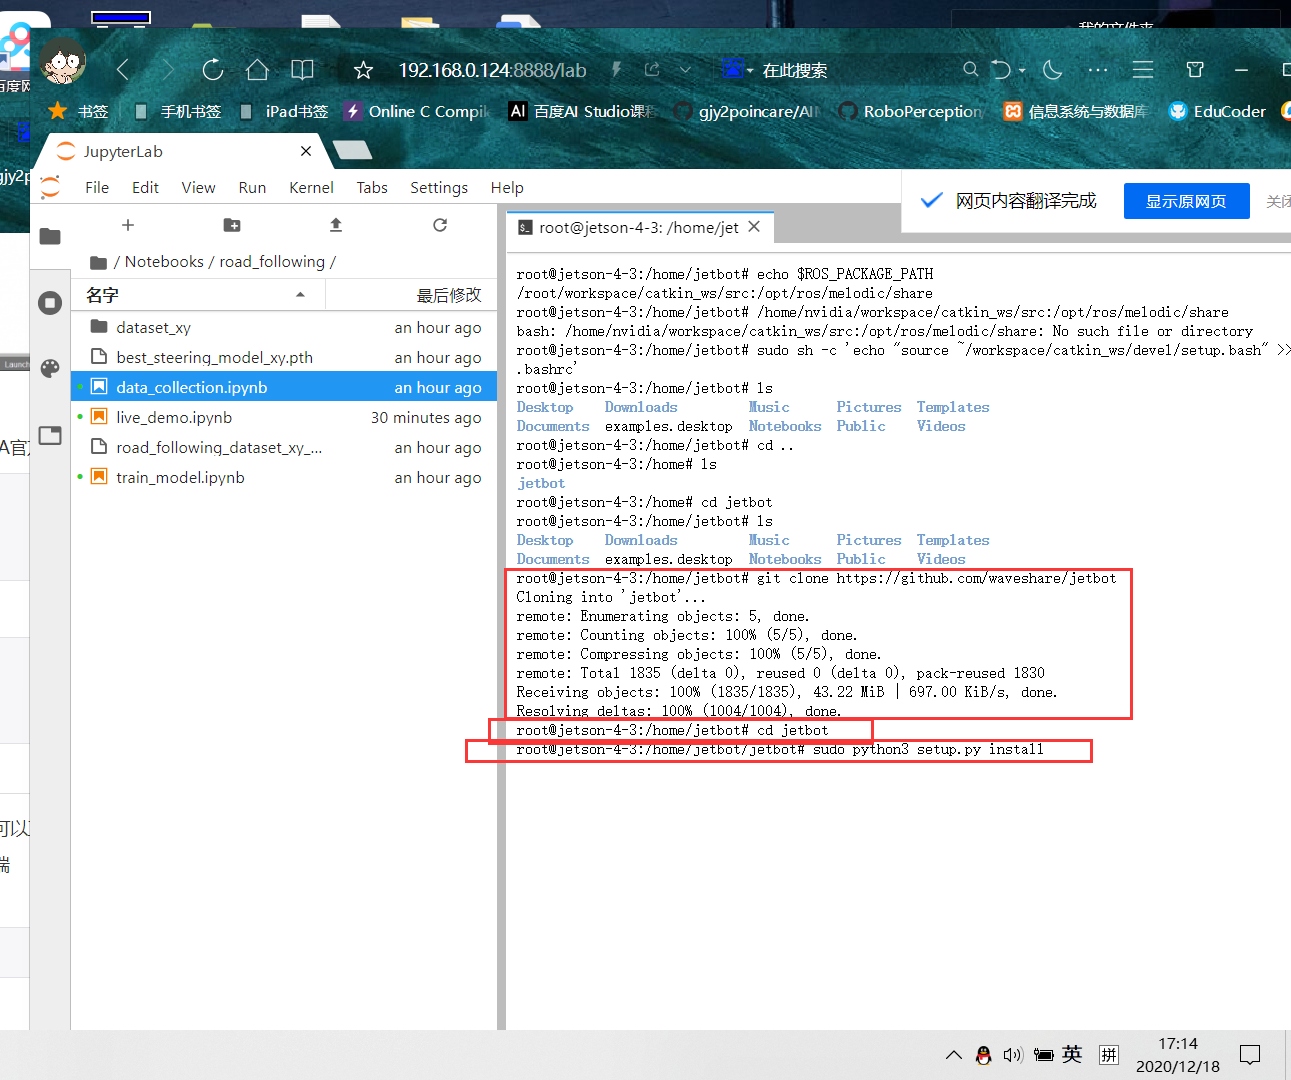 我的文件夹
192.168.0.124:8888/lab
在此搜索
书签
手机书签
iPad书签
Online C Compil
百度AI Studio课程
gjy2poincare/AI
RoboPerception
信息系统与数据库
EduCoder
JupyterLab
File Edit View Run Kernel Tabs Settings Help
网页内容翻译完成
显示原网页
关闭
百度网
gjy2p
Launch
A官
可以
端
root@jetson-4-3: /home/jet
/ Notebooks / road_following /
名字 最后修改
dataset_xy an hour ago
best_steering_model_xy.pth an hour ago
data_collection.ipynb an hour ago
live_demo.ipynb 30 minutes ago
road_following_dataset_xy_... an hour ago
train_model.ipynb an hour ago
root@jetson-4-3:/home/jetbot# echo $ROS_PACKAGE_PATH
/root/workspace/catkin_ws/src:/opt/ros/melodic/share
root@jetson-4-3:/home/jetbot# /home/nvidia/workspace/catkin_ws/src:/opt/ros/melodic/share
bash: /home/nvidia/workspace/catkin_ws/src:/opt/ros/melodic/share: No such file or directory
root@jetson-4-3:/home/jetbot# sudo sh -c 'echo "source ~/workspace/catkin_ws/devel/setup.bash" >>
.bashrc'
root@jetson-4-3:/home/jetbot# ls
Desktop Downloads Music Pictures Templates
Documents examples.desktop Notebooks Public Videos
root@jetson-4-3:/home/jetbot# cd ..
root@jetson-4-3:/home# ls
jetbot
root@jetson-4-3:/home# cd jetbot
root@jetson-4-3:/home/jetbot# ls
Desktop Downloads Music Pictures Templates
Documents examples.desktop Notebooks Public Videos
root@jetson-4-3:/home/jetbot# git clone https://github.com/waveshare/jetbot
Cloning into 'jetbot'...
remote: Enumerating objects: 5, done.
remote: Counting objects: 100% (5/5), done.
remote: Compressing objects: 100% (5/5), done.
remote: Total 1835 (delta 0), reused 0 (delta 0), pack-reused 1830
Receiving objects: 100% (1835/1835), 43.22 MiB | 697.00 KiB/s, done.
Resolving deltas: 100% (1004/1004), done.
root@jetson-4-3:/home/jetbot# cd jetbot
root@jetson-4-3:/home/jetbot/jetbot# sudo python3 setup.py install
英
拼
17:14
2020/12/18